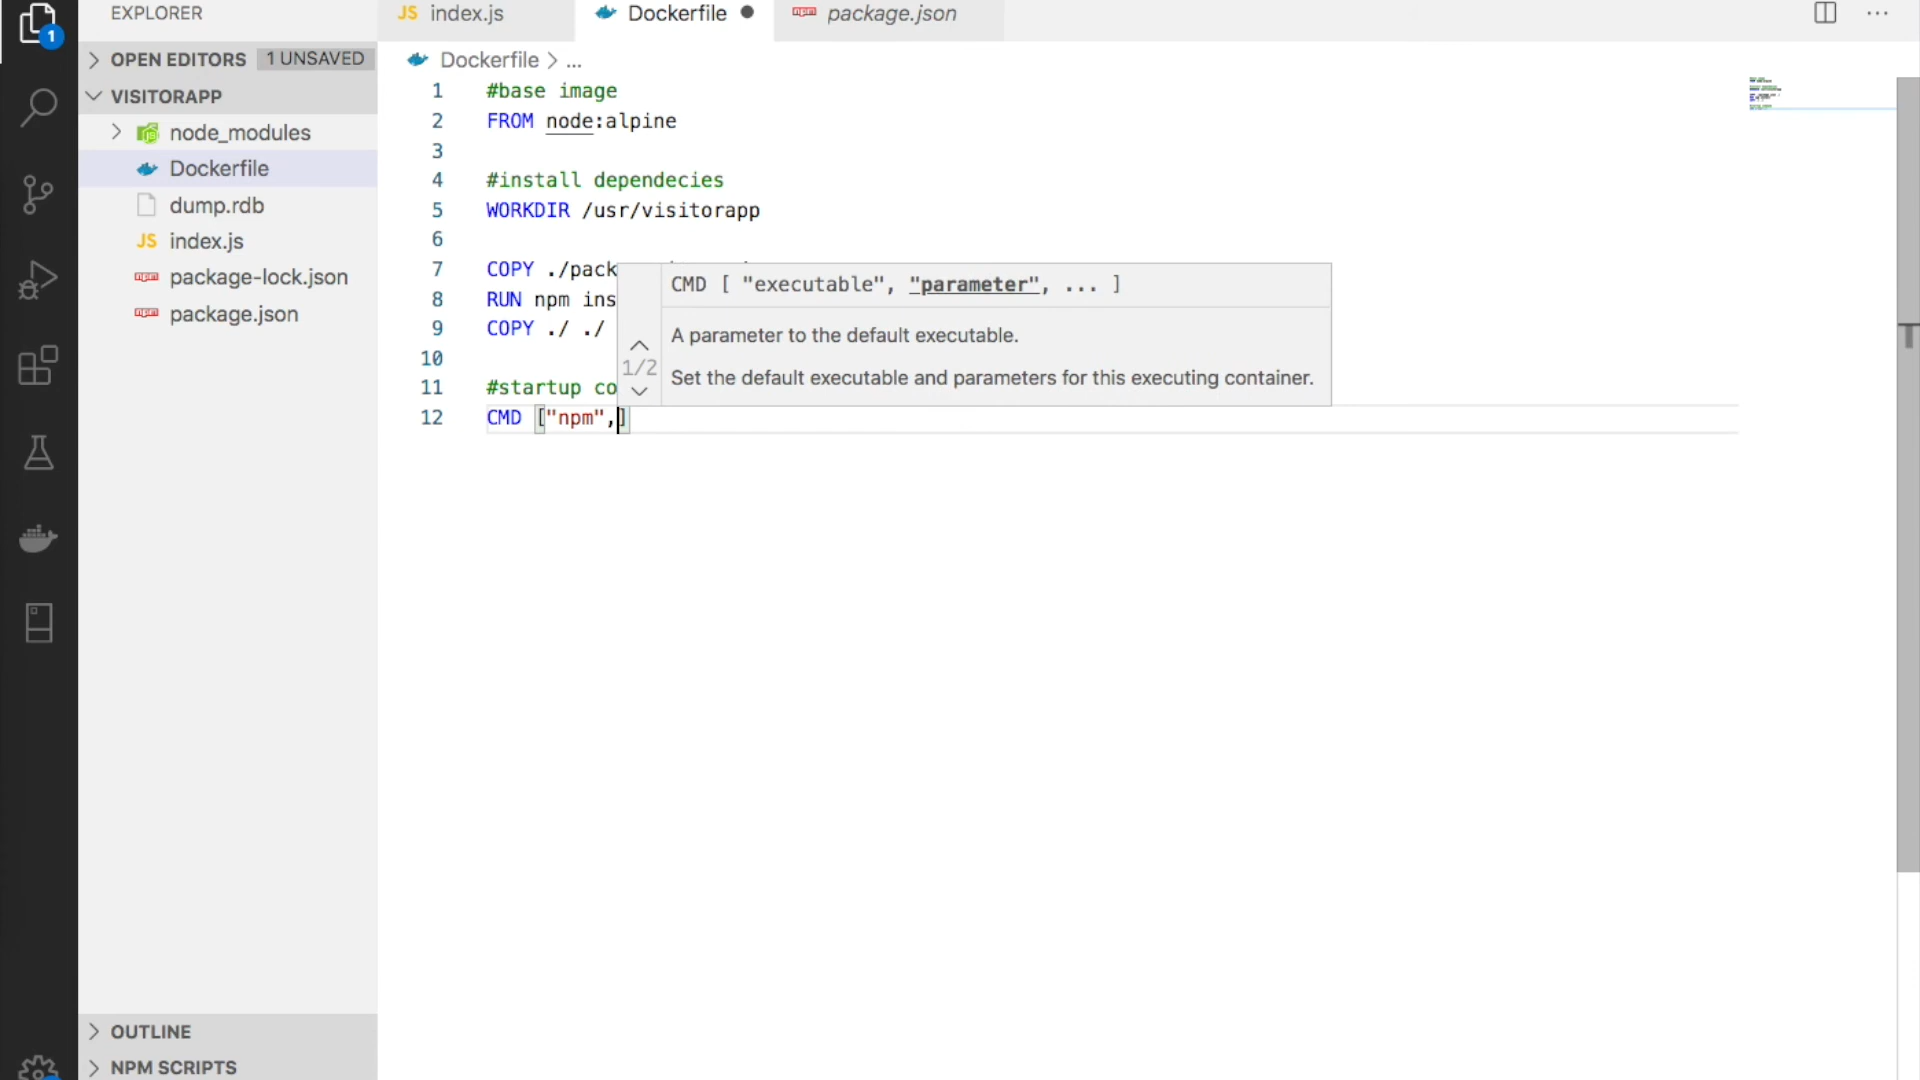 EXPLORER
1
OPEN EDITORS 1 UNSAVED
VISITORAPP
node_modules
Dockerfile
dump.rdb
JS index.js
package-lock.json
package.json
OUTLINE
NPM SCRIPTS
JS index.js Dockerfile package.json
Dockerfile > ...
1 #base image
2 FROM node:alpine
3
4 #install dependecies
5 WORKDIR /usr/visitorapp
6
7 COPY ./pack
8 RUN npm ins
9 COPY ./ ./
10
11 #startup co
12 CMD ["npm",]
CMD [ "executable", "parameter", ... ]
1/2
A parameter to the default executable.
Set the default executable and parameters for this executing container.